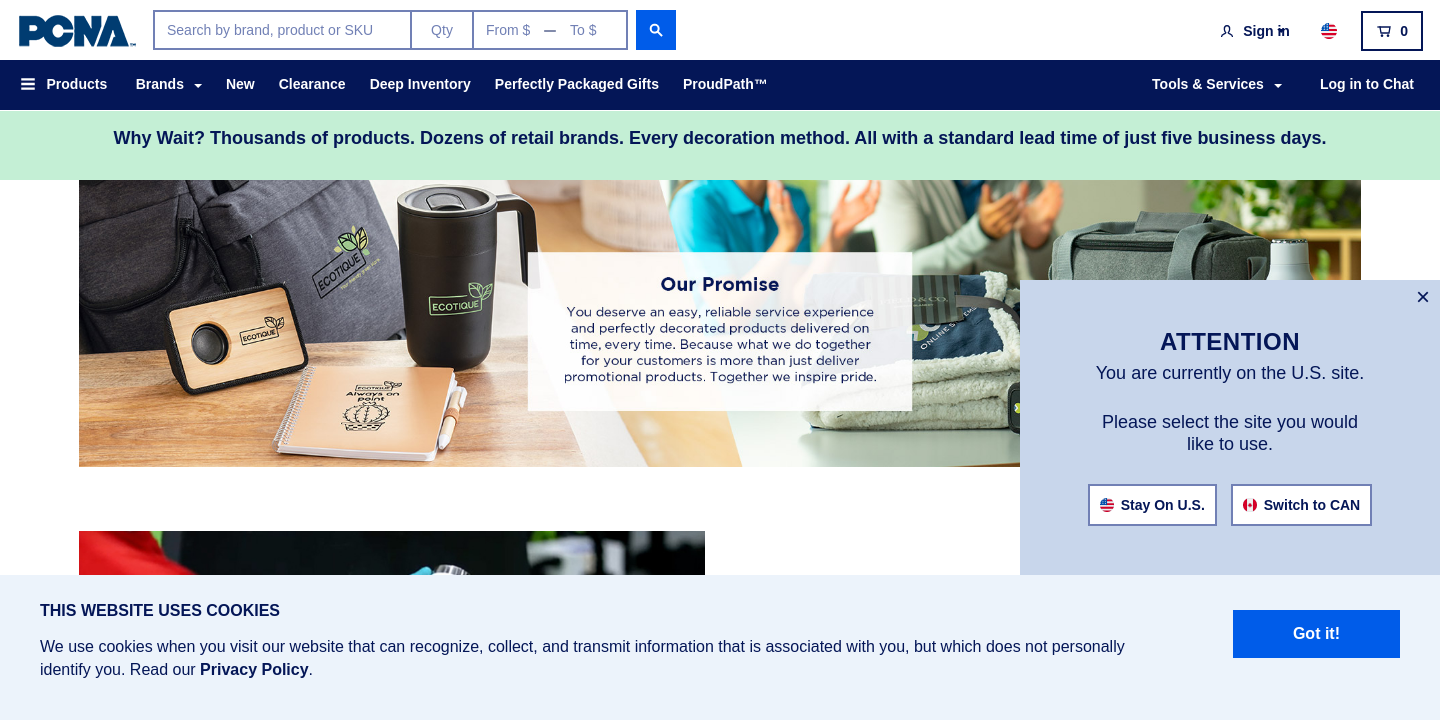 PCNA
Search by brand, product or SKU
Qty
From $
To $
Sign in
0
Products
Brands
New
Clearance
Deep Inventory
Perfectly Packaged Gifts
ProudPath™
Tools & Services
Log in to Chat
Why Wait? Thousands of products. Dozens of retail brands. Every decoration method. All with a standard lead time of just five business days.
ECOTIQUE
ECOTIQUE
ECOTIQUE
ECOTIQUE
Always on
point
Our Promise
You deserve an easy, reliable service experience
and perfectly decorated products delivered on
time, every time. Because what we do together
for your customers is more than just deliver
promotional products. Together we inspire pride.
ATTENTION
You are currently on the U.S. site.
Please select the site you would
like to use.
Stay On U.S.
Switch to CAN
THIS WEBSITE USES COOKIES
We use cookies when you visit our website that can recognize, collect, and transmit information that is associated with you, but which does not personally
identify you. Read our Privacy Policy.
Got it!